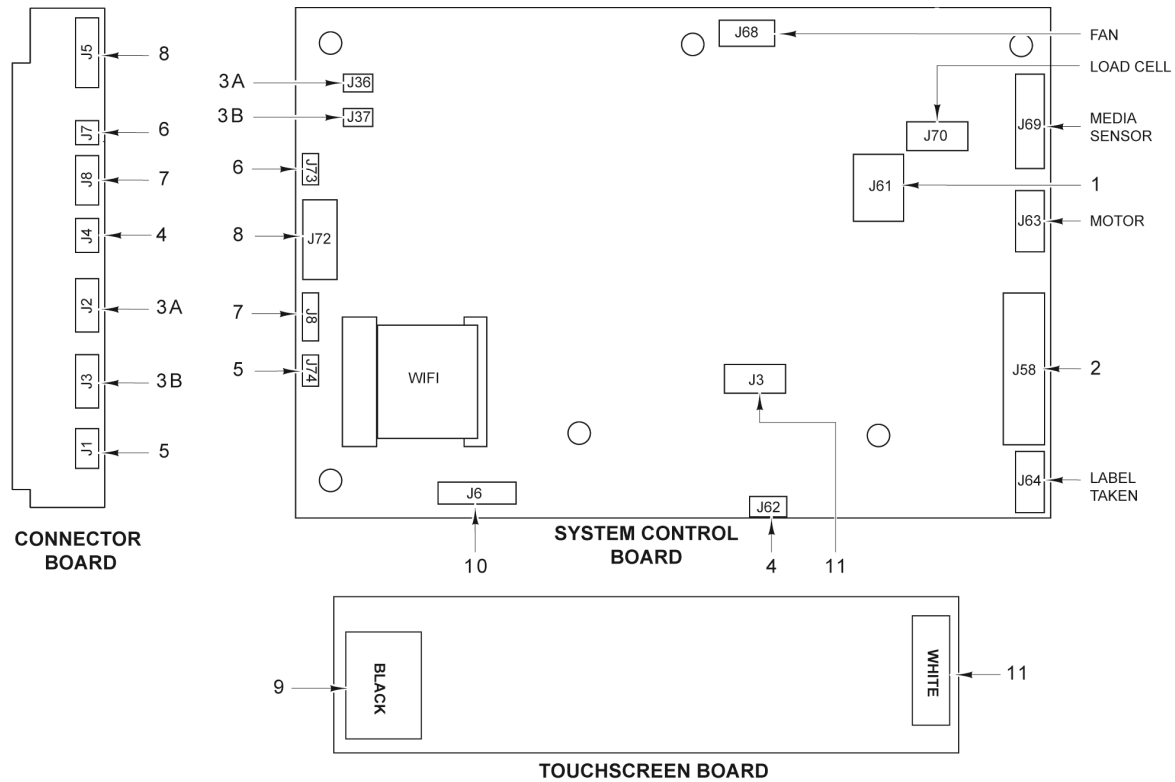 J5
8
J7
6
J8
7
J4
4
J2
3A
J3
3B
J1
5
CONNECTOR
BOARD
J68
FAN
LOAD CELL
3A
J36
3B
J37
J69
MEDIA
SENSOR
J70
6
J73
J61
1
8
J72
J63
MOTOR
7
J8
5
J74
WIFI
J3
J58
2
J6
J62
J64
LABEL
TAKEN
SYSTEM CONTROL
BOARD
10
4
11
9
BLACK
WHITE
11
TOUCHSCREEN BOARD